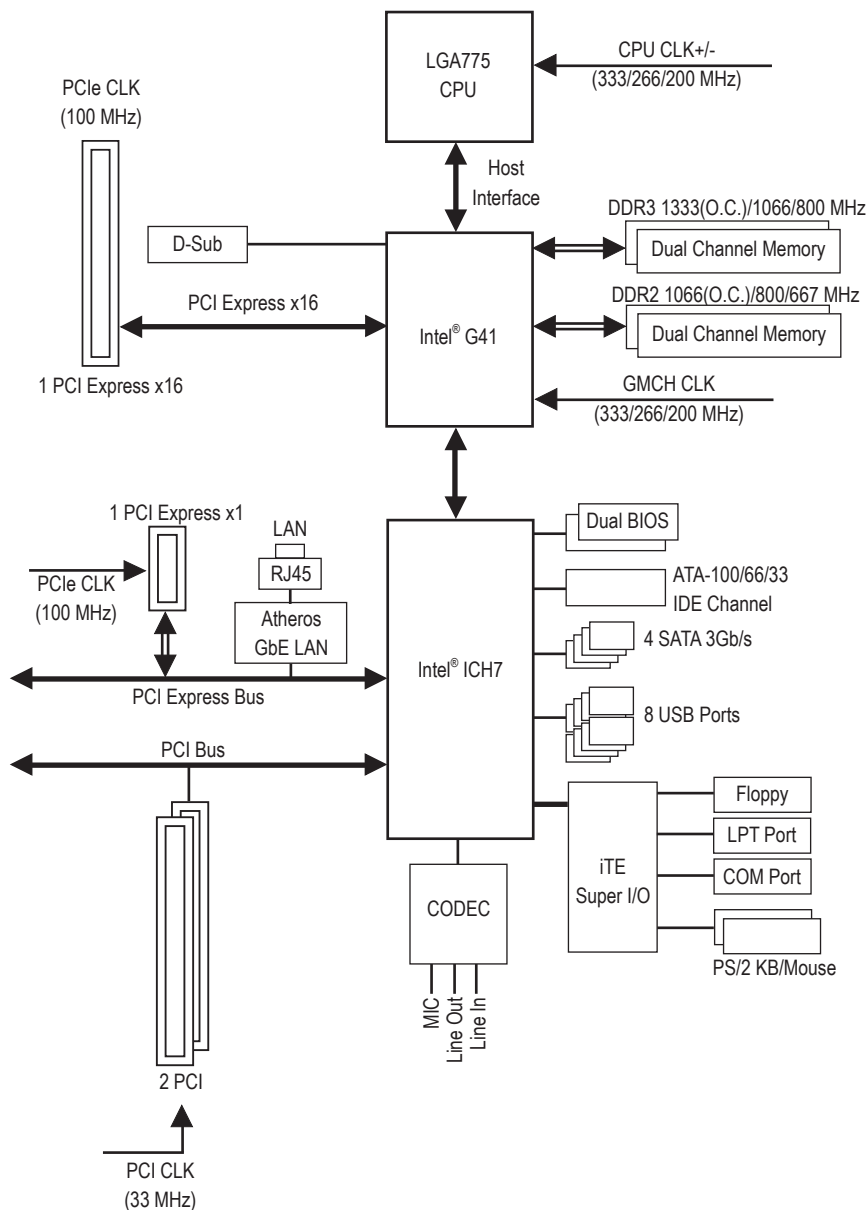 LGA775
CPU
CPU CLK+/-
(333/266/200 MHz)
PCIe CLK
(100 MHz)
Host
Interface
D-Sub
DDR3 1333(O.C.)/1066/800 MHz
Dual Channel Memory
PCI Express x16
Intel® G41
DDR2 1066(O.C.)/800/667 MHz
Dual Channel Memory
1 PCI Express x16
GMCH CLK
(333/266/200 MHz)
1 PCI Express x1
LAN
RJ45
PCIe CLK
(100 MHz)
Atheros
GbE LAN
PCI Express Bus
Intel® ICH7
Dual BIOS
ATA-100/66/33
IDE Channel
4 SATA 3Gb/s
8 USB Ports
PCI Bus
iTE
Super I/O
Floppy
LPT Port
COM Port
PS/2 KB/Mouse
CODEC
MIC
Line Out
Line In
2 PCI
PCI CLK
(33 MHz)